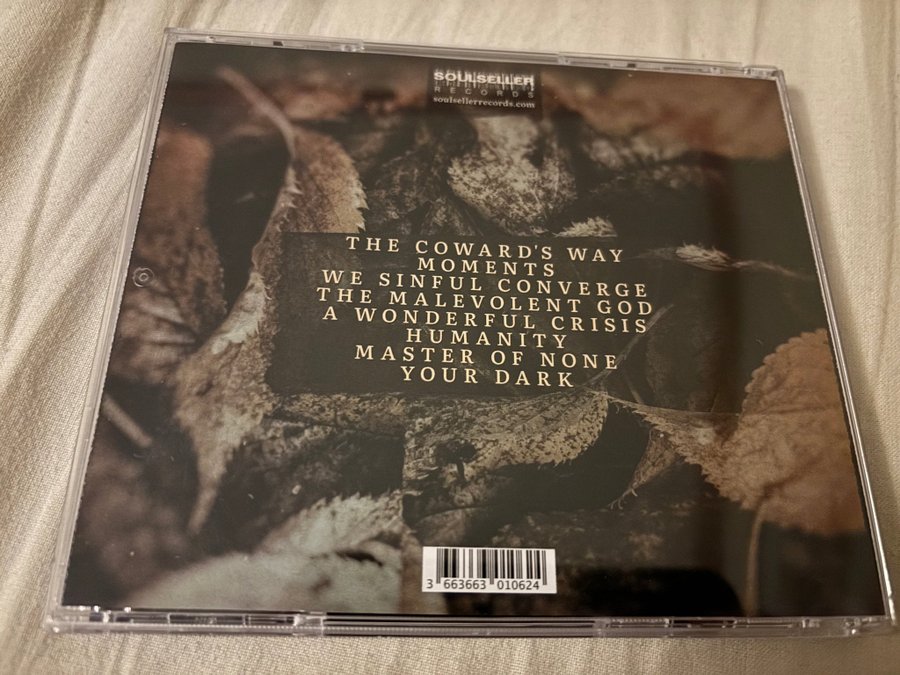 SOULSELLER
RECORDS
soulsellerrecords.com
THE COWARD'S WAY
MOMENTS
WE SINFUL CONVERGE
THE MALEVOLENT GOD
A WONDERFUL CRISIS
HUMANITY
MASTER OF NONE
YOUR DARK
3 663663 010624